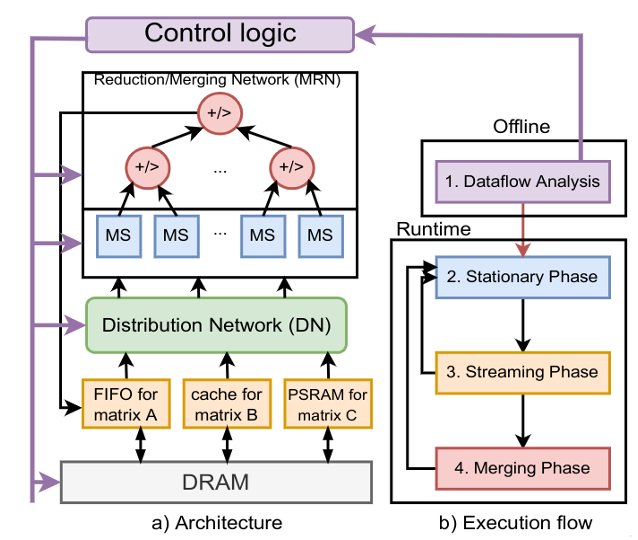 Control logic
Reduction/Merging Network (MRN)
+/>
+/>
...
+/>
MS
MS
...
MS
MS
Distribution Network (DN)
FIFO for
matrix A
cache for
matrix B
PSRAM for
matrix C
DRAM
a) Architecture
Offline
1. Dataflow Analysis
Runtime
2. Stationary Phase
3. Streaming Phase
4. Merging Phase
b) Execution flow